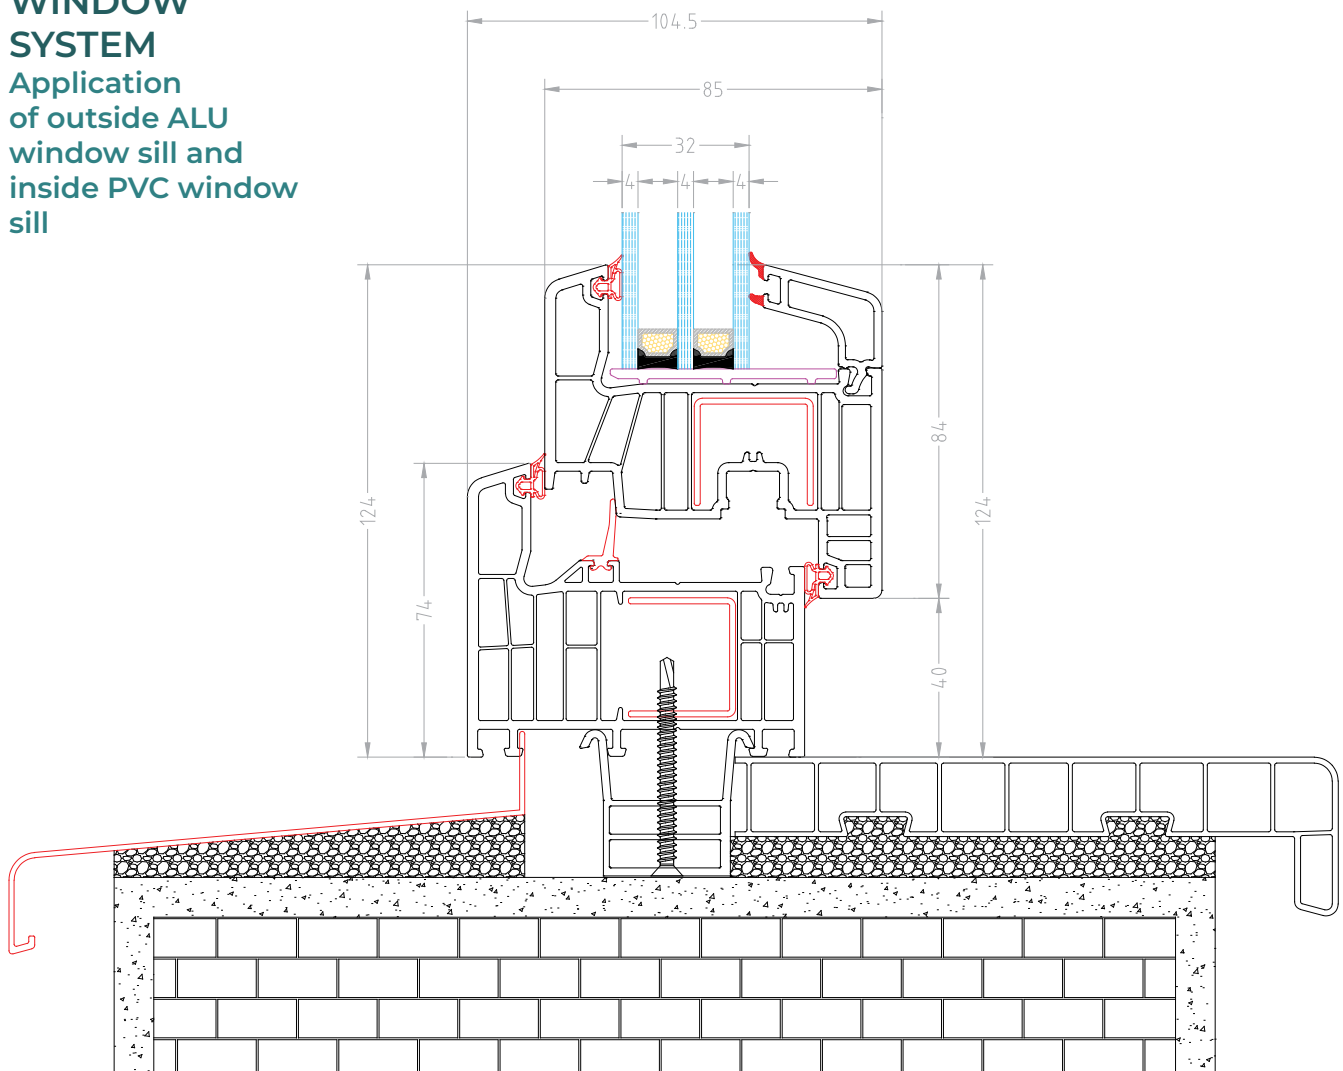 WINDOW
SYSTEM
Application
of outside ALU
window sill and
inside PVC window
sill
104.5
85
32
4 4 4
124
74
84
124
40